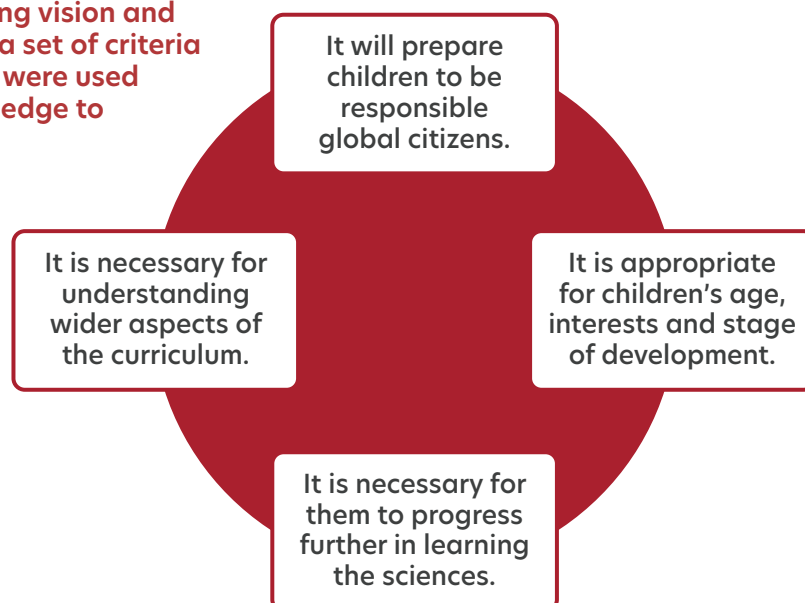 ng vision and
a set of criteria
were used
edge to
It will prepare
children to be
responsible
global citizens.
It is necessary for
understanding
wider aspects of
the curriculum.
It is appropriate
for children's age,
interests and stage
of development.
It is necessary for
them to progress
further in learning
the sciences.